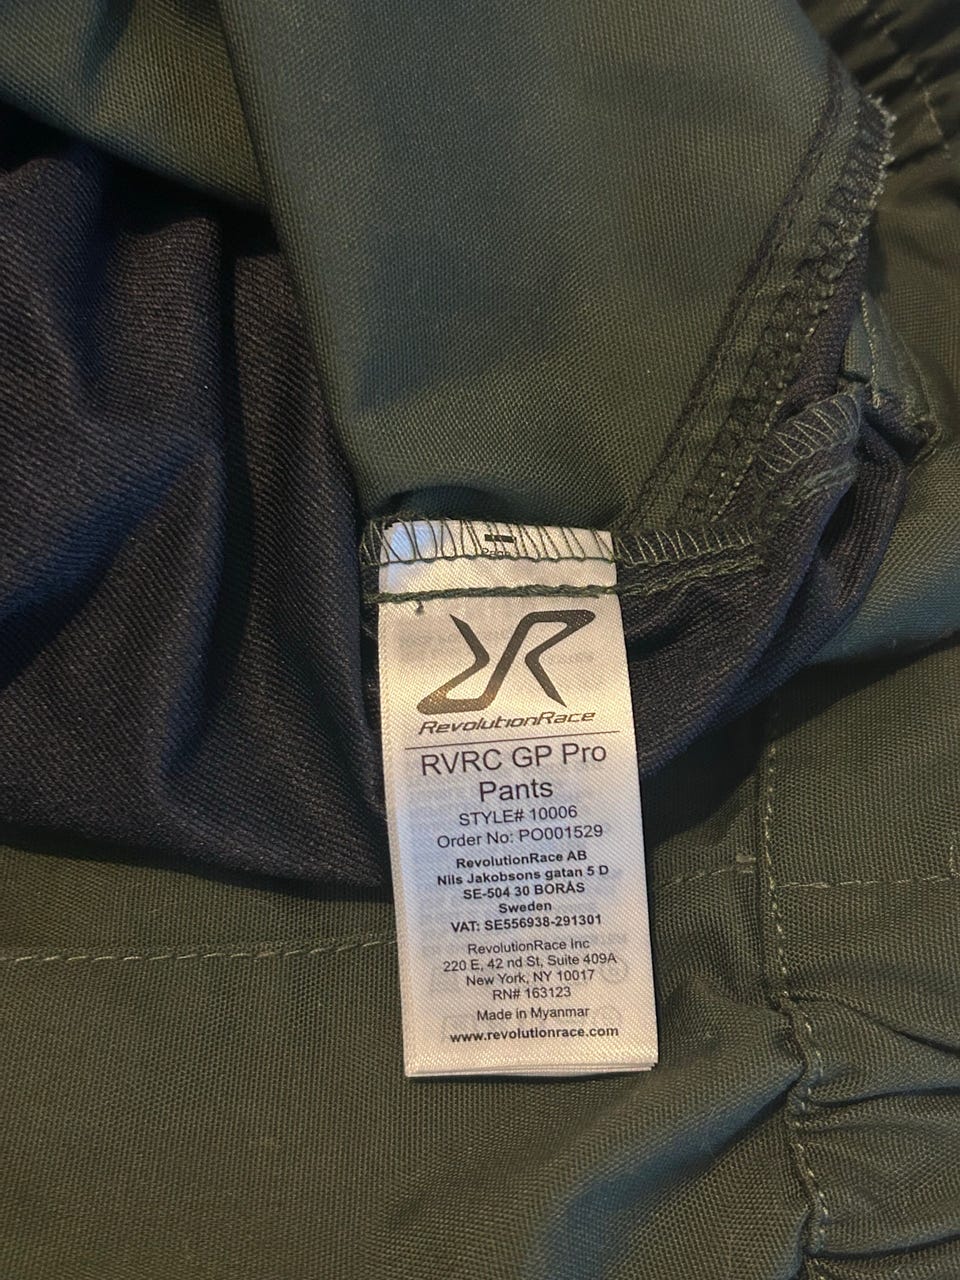 RevolutionRace
RVRC GP Pro
Pants
STYLE# 10006
Order No: PO001529
RevolutionRace AB
Nils Jakobsons gatan 5 D
SE-504 30 BORÅS
Sweden
VAT: SE556938-291301
RevolutionRace Inc
220 E, 42 nd St, Suite 409A
New York, NY 10017
RN# 163123
Made in Myanmar
www.revolutionrace.com